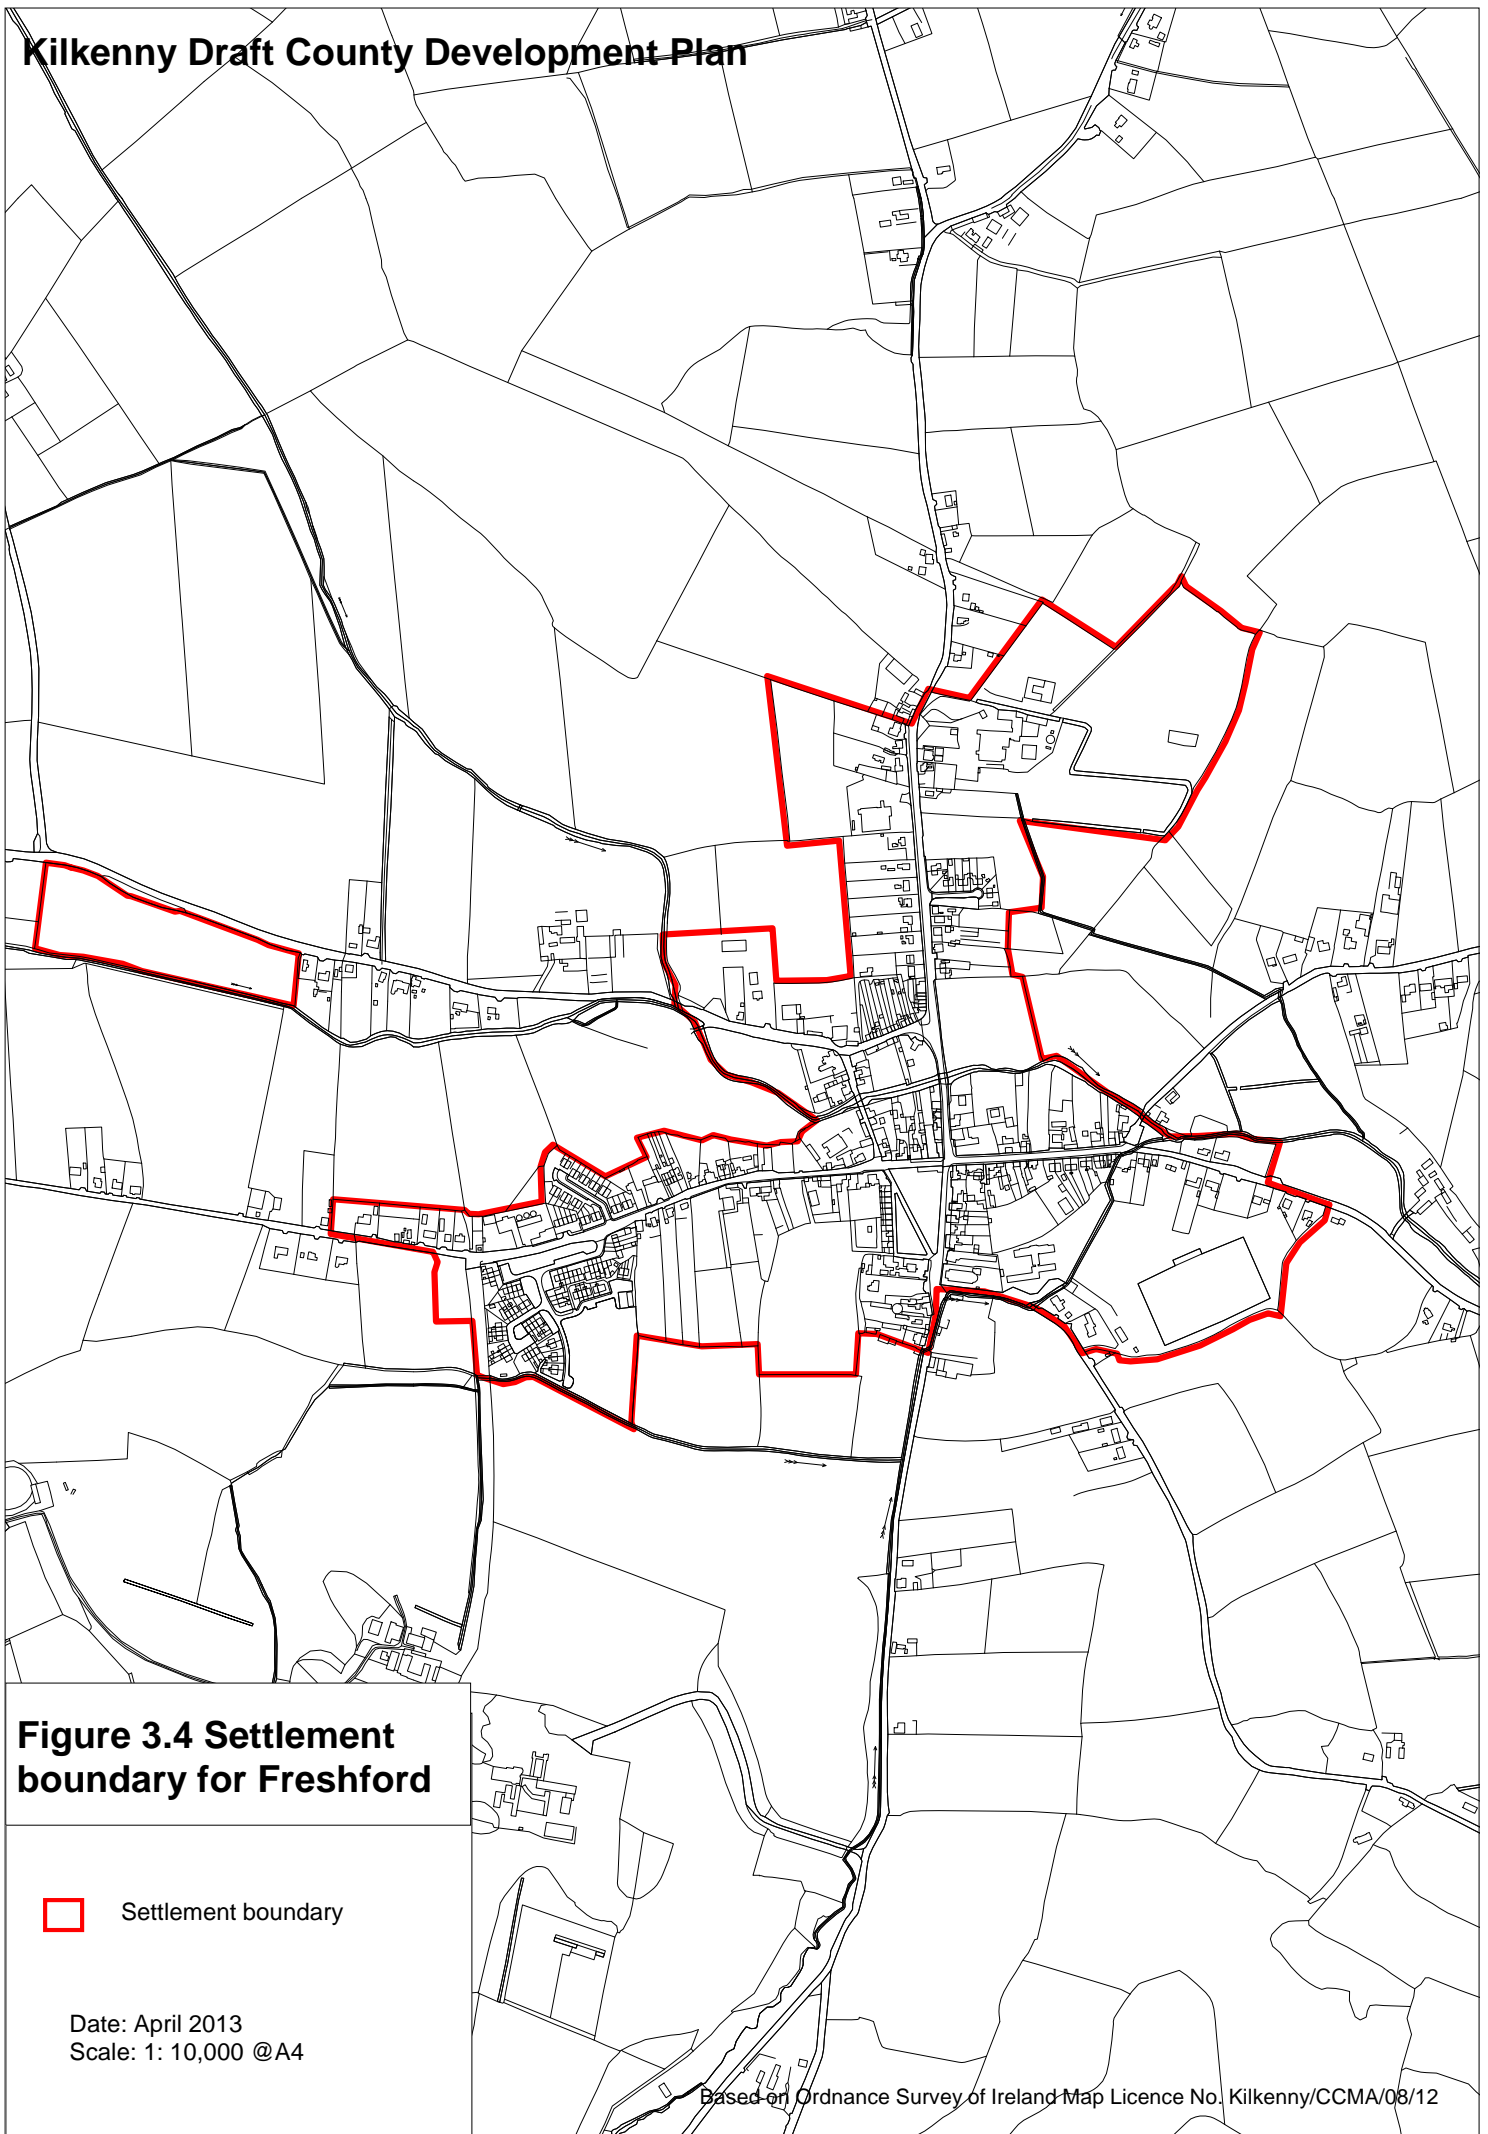 Kilkenny Draft County Development Plan
Figure 3.4 Settlement
boundary for Freshford
Settlement boundary
Date: April 2013
Scale: 1: 10,000 @A4
Based on Ordnance Survey of Ireland Map Licence No. Kilkenny/CCMA/08/12